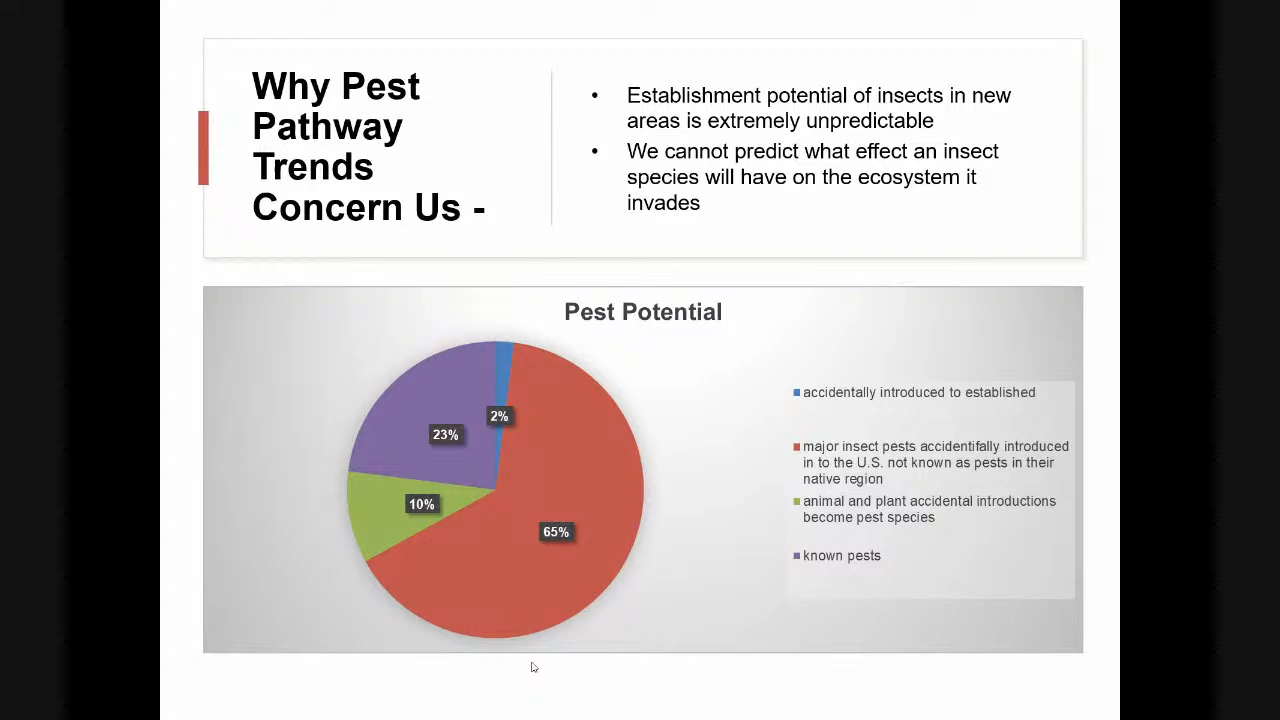 Why Pest
Pathway
Trends
Concern Us -
• Establishment potential of insects in new
areas is extremely unpredictable
• We cannot predict what effect an insect
species will have on the ecosystem it
invades
Pest Potential
2%
23%
10%
65%
accidentally introduced to established
major insect pests accidentifally introduced
in to the U.S. not known as pests in their
native region
animal and plant accidental introductions
become pest species
known pests